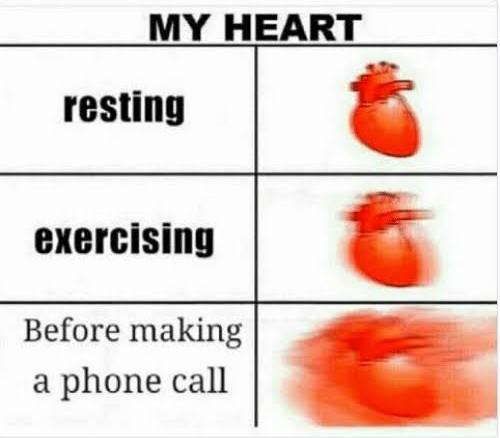 MY HEART
resting
exercising
Before making
a phone call